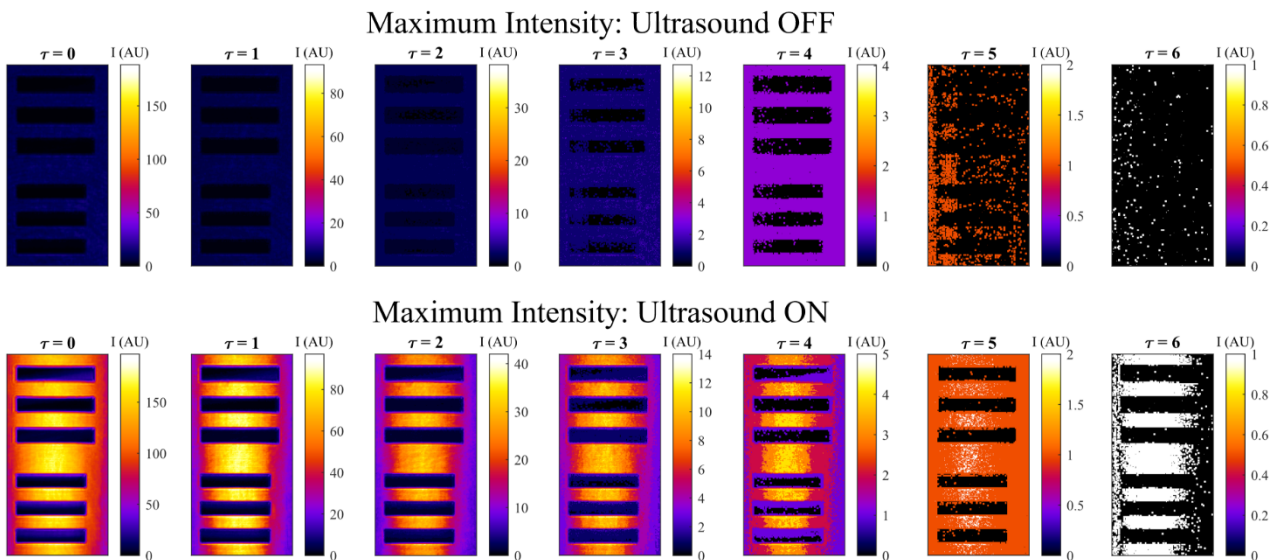 Maximum Intensity: Ultrasound OFF
τ = 0 I (AU) τ = 1 I (AU) τ = 2 I (AU) τ = 3 I (AU) τ = 4 I (AU) τ = 5 I (AU) τ = 6 I (AU)
150 100 50 0
80 60 40 20 0
30 20 10 0
12 10 8 6 4 2 0
4 3 2 1 0
2 1.5 1 0.5 0
1 0.8 0.6 0.4 0.2 0
Maximum Intensity: Ultrasound ON
τ = 0 I (AU) τ = 1 I (AU) τ = 2 I (AU) τ = 3 I (AU) τ = 4 I (AU) τ = 5 I (AU) τ = 6 I (AU)
150 100 50 0
80 60 40 20 0
40 30 20 10 0
14 12 10 8 6 4 2 0
5 4 3 2 1 0
2 1.5 1 0.5 0
1 0.8 0.6 0.4 0.2 0